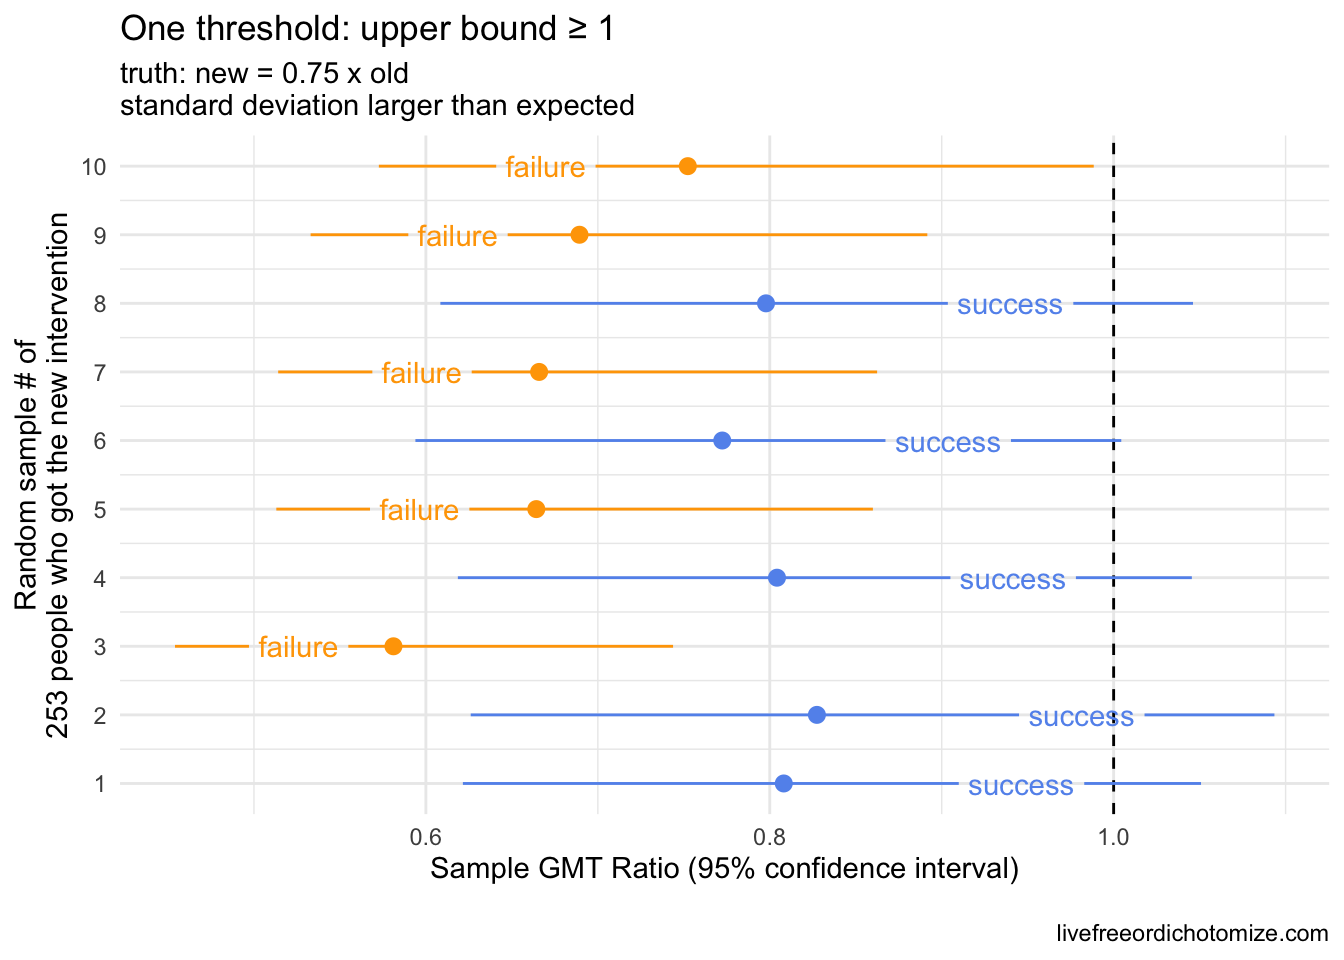 One threshold: upper bound ≥ 1
truth: new = 0.75 x old
standard deviation larger than expected
Random sample # of
253 people who got the new intervention
10 failure
9 failure
8 success
7 failure
6 success
5 failure
4 success
3 failure
2 success
1 success
0.6 0.8 1.0
Sample GMT Ratio (95% confidence interval)
livefreeordichotomize.com